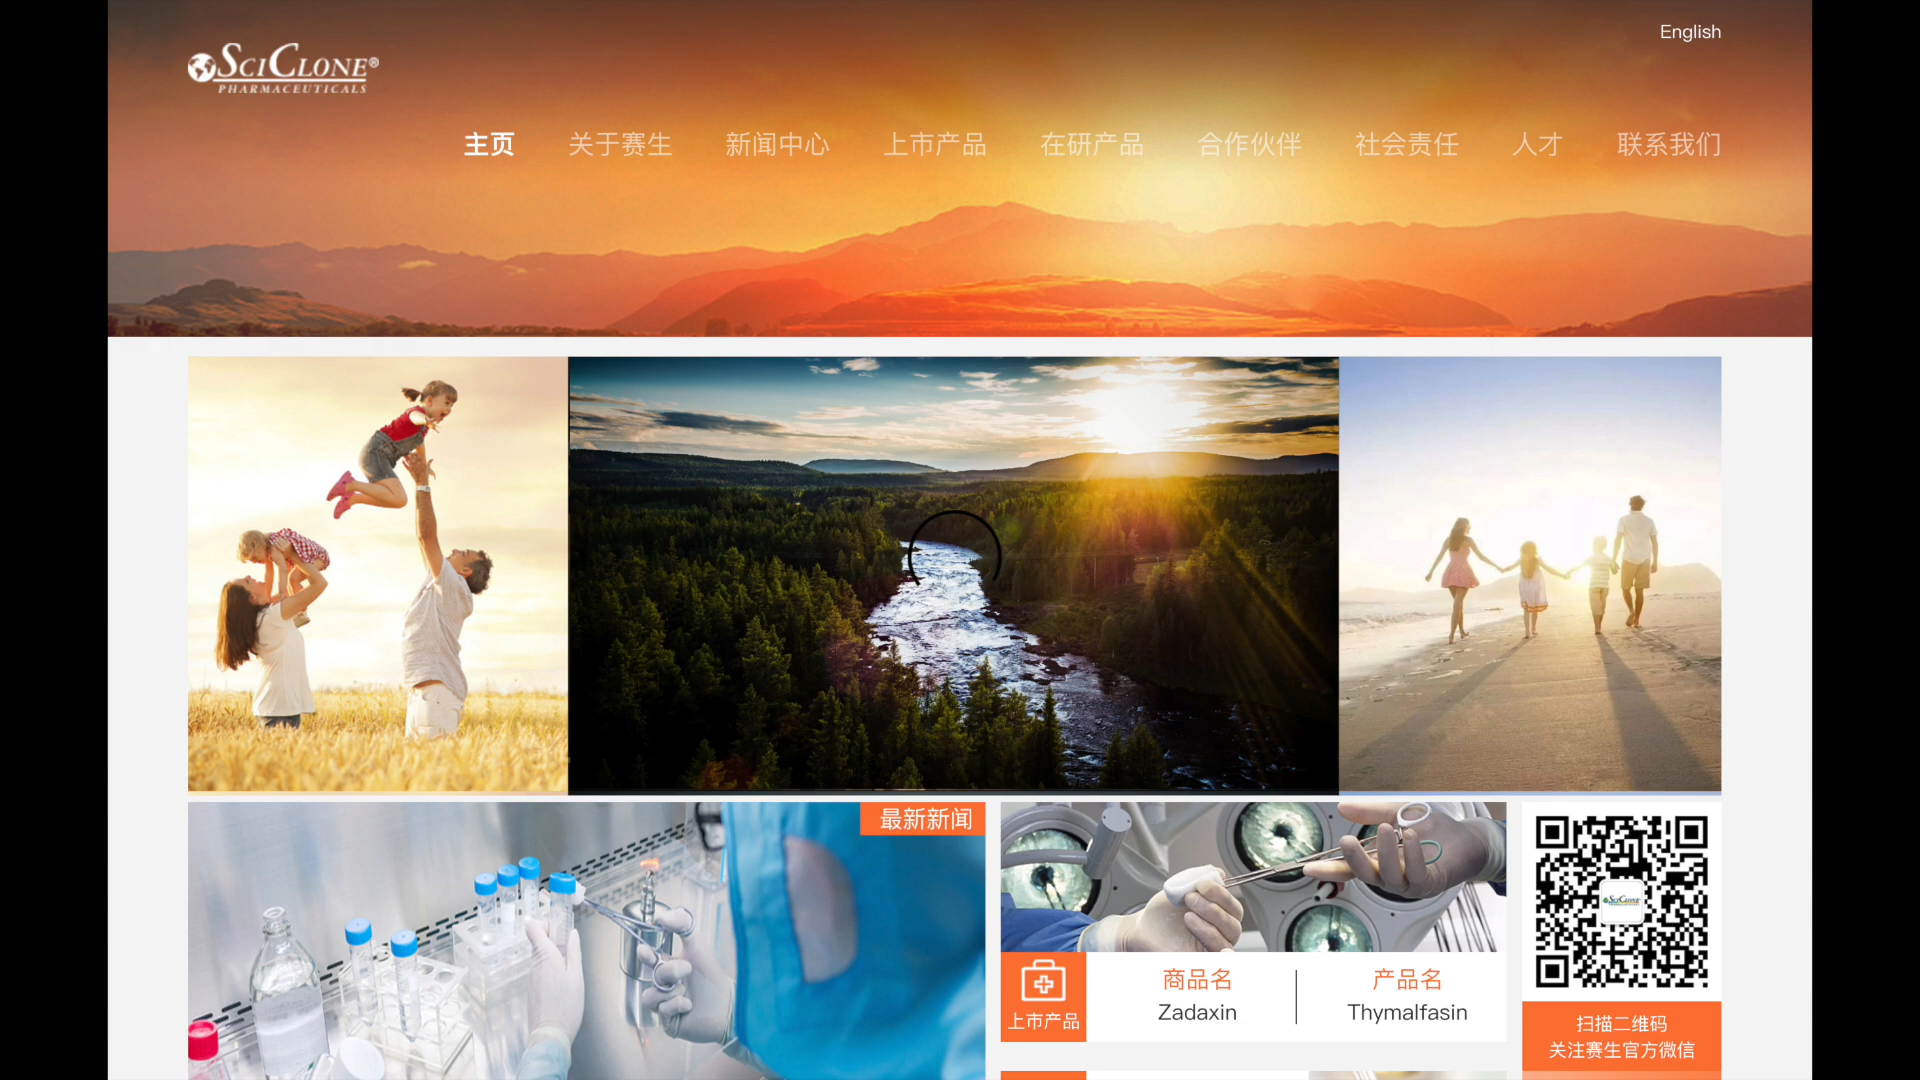 English
SCICLONE®
PHARMACEUTICALS
主页 关于赛生 新闻中心 上市产品 在研产品 合作伙伴 社会责任 人才 联系我们
最新新闻
SCICLONE
上市产品
商品名 产品名
Zadaxin Thymalfasin
扫描二维码
关注赛生官方微信